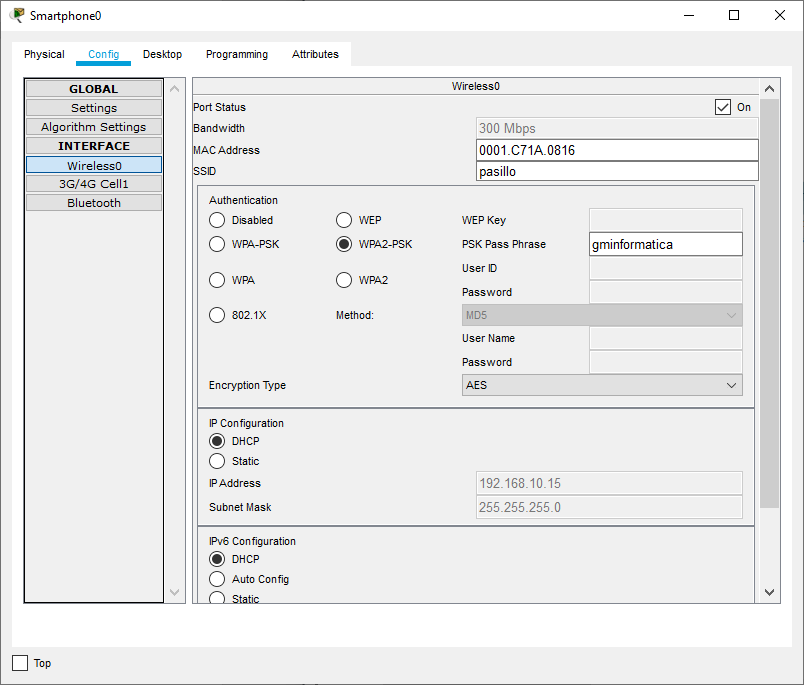 Smartphone0
Physical Config Desktop Programming Attributes
GLOBAL
Settings
Algorithm Settings
INTERFACE
Wireless0
3G/4G Cell1
Bluetooth
Wireless0
Port Status On
Bandwidth 300 Mbps
MAC Address 0001.C71A.0816
SSID pasillo
Authentication
Disabled WEP WEP Key
WPA-PSK WPA2-PSK PSK Pass Phrase gminformatica
User ID
WPA WPA2
Password
802.1X Method: MD5
User Name
Password
Encryption Type AES
IP Configuration
DHCP
Static
IP Address 192.168.10.15
Subnet Mask 255.255.255.0
IPv6 Configuration
DHCP
Auto Config
Static
Top